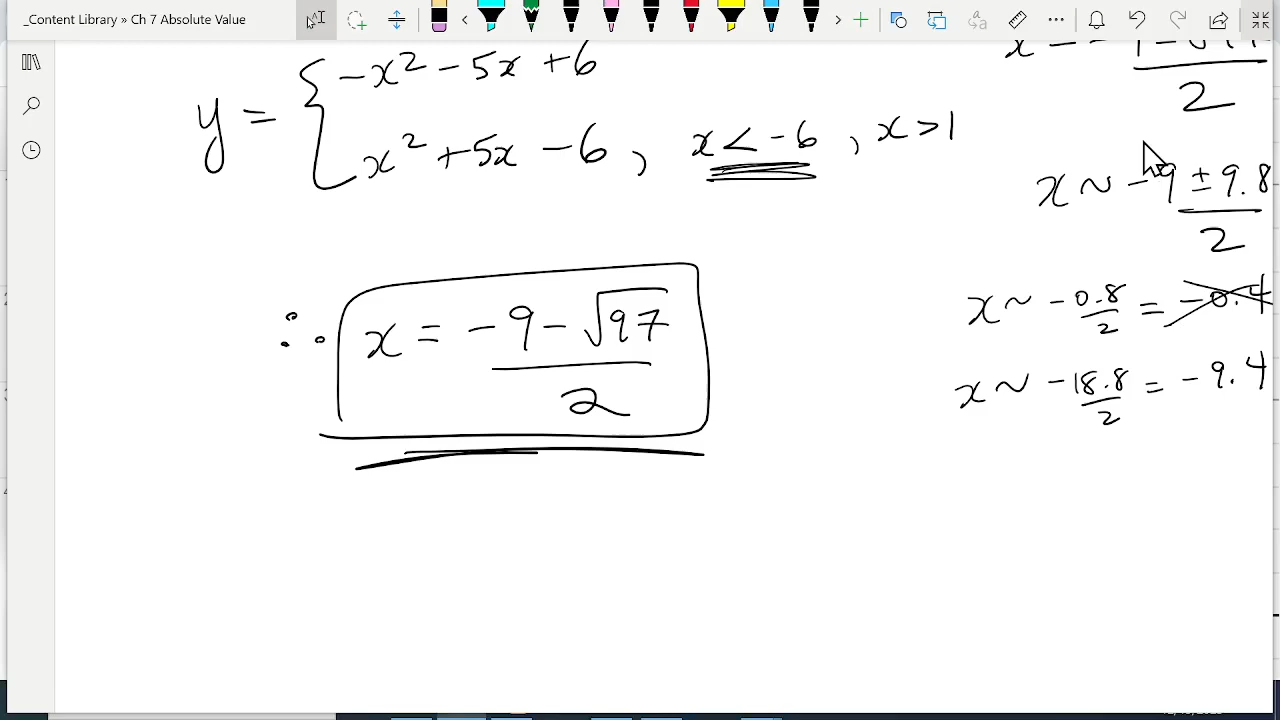 _Content Library » Ch 7 Absolute Value
y = { -x² - 5x + 6
x² + 5x - 6 , x < -6 , x > 1
2
x ~ -9 ± 9.8
2
∴ x = -9 - √97
2
x ~ -0.8/2 = -0.4
x ~ -18.8/2 = -9.4